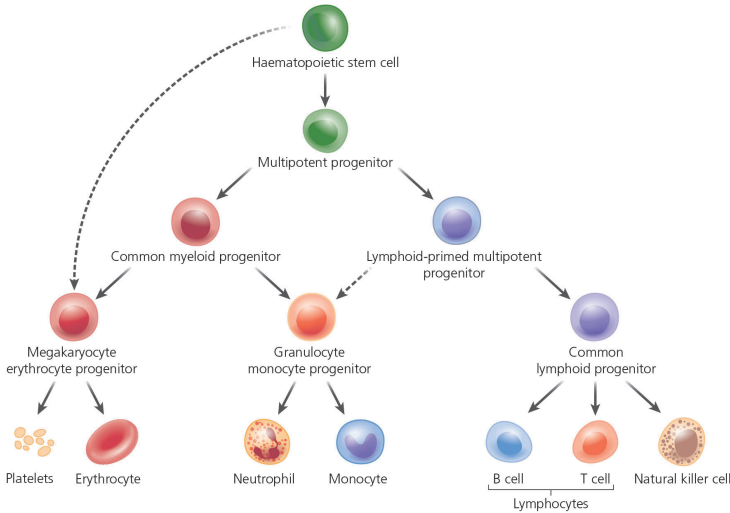 Haematopoietic stem cell
Multipotent progenitor
Common myeloid progenitor
Lymphoid-primed multipotent
progenitor
Megakaryocyte
erythrocyte progenitor
Granulocyte
monocyte progenitor
Common
lymphoid progenitor
Platelets
Erythrocyte
Neutrophil
Monocyte
B cell
T cell
Natural killer cell
Lymphocytes